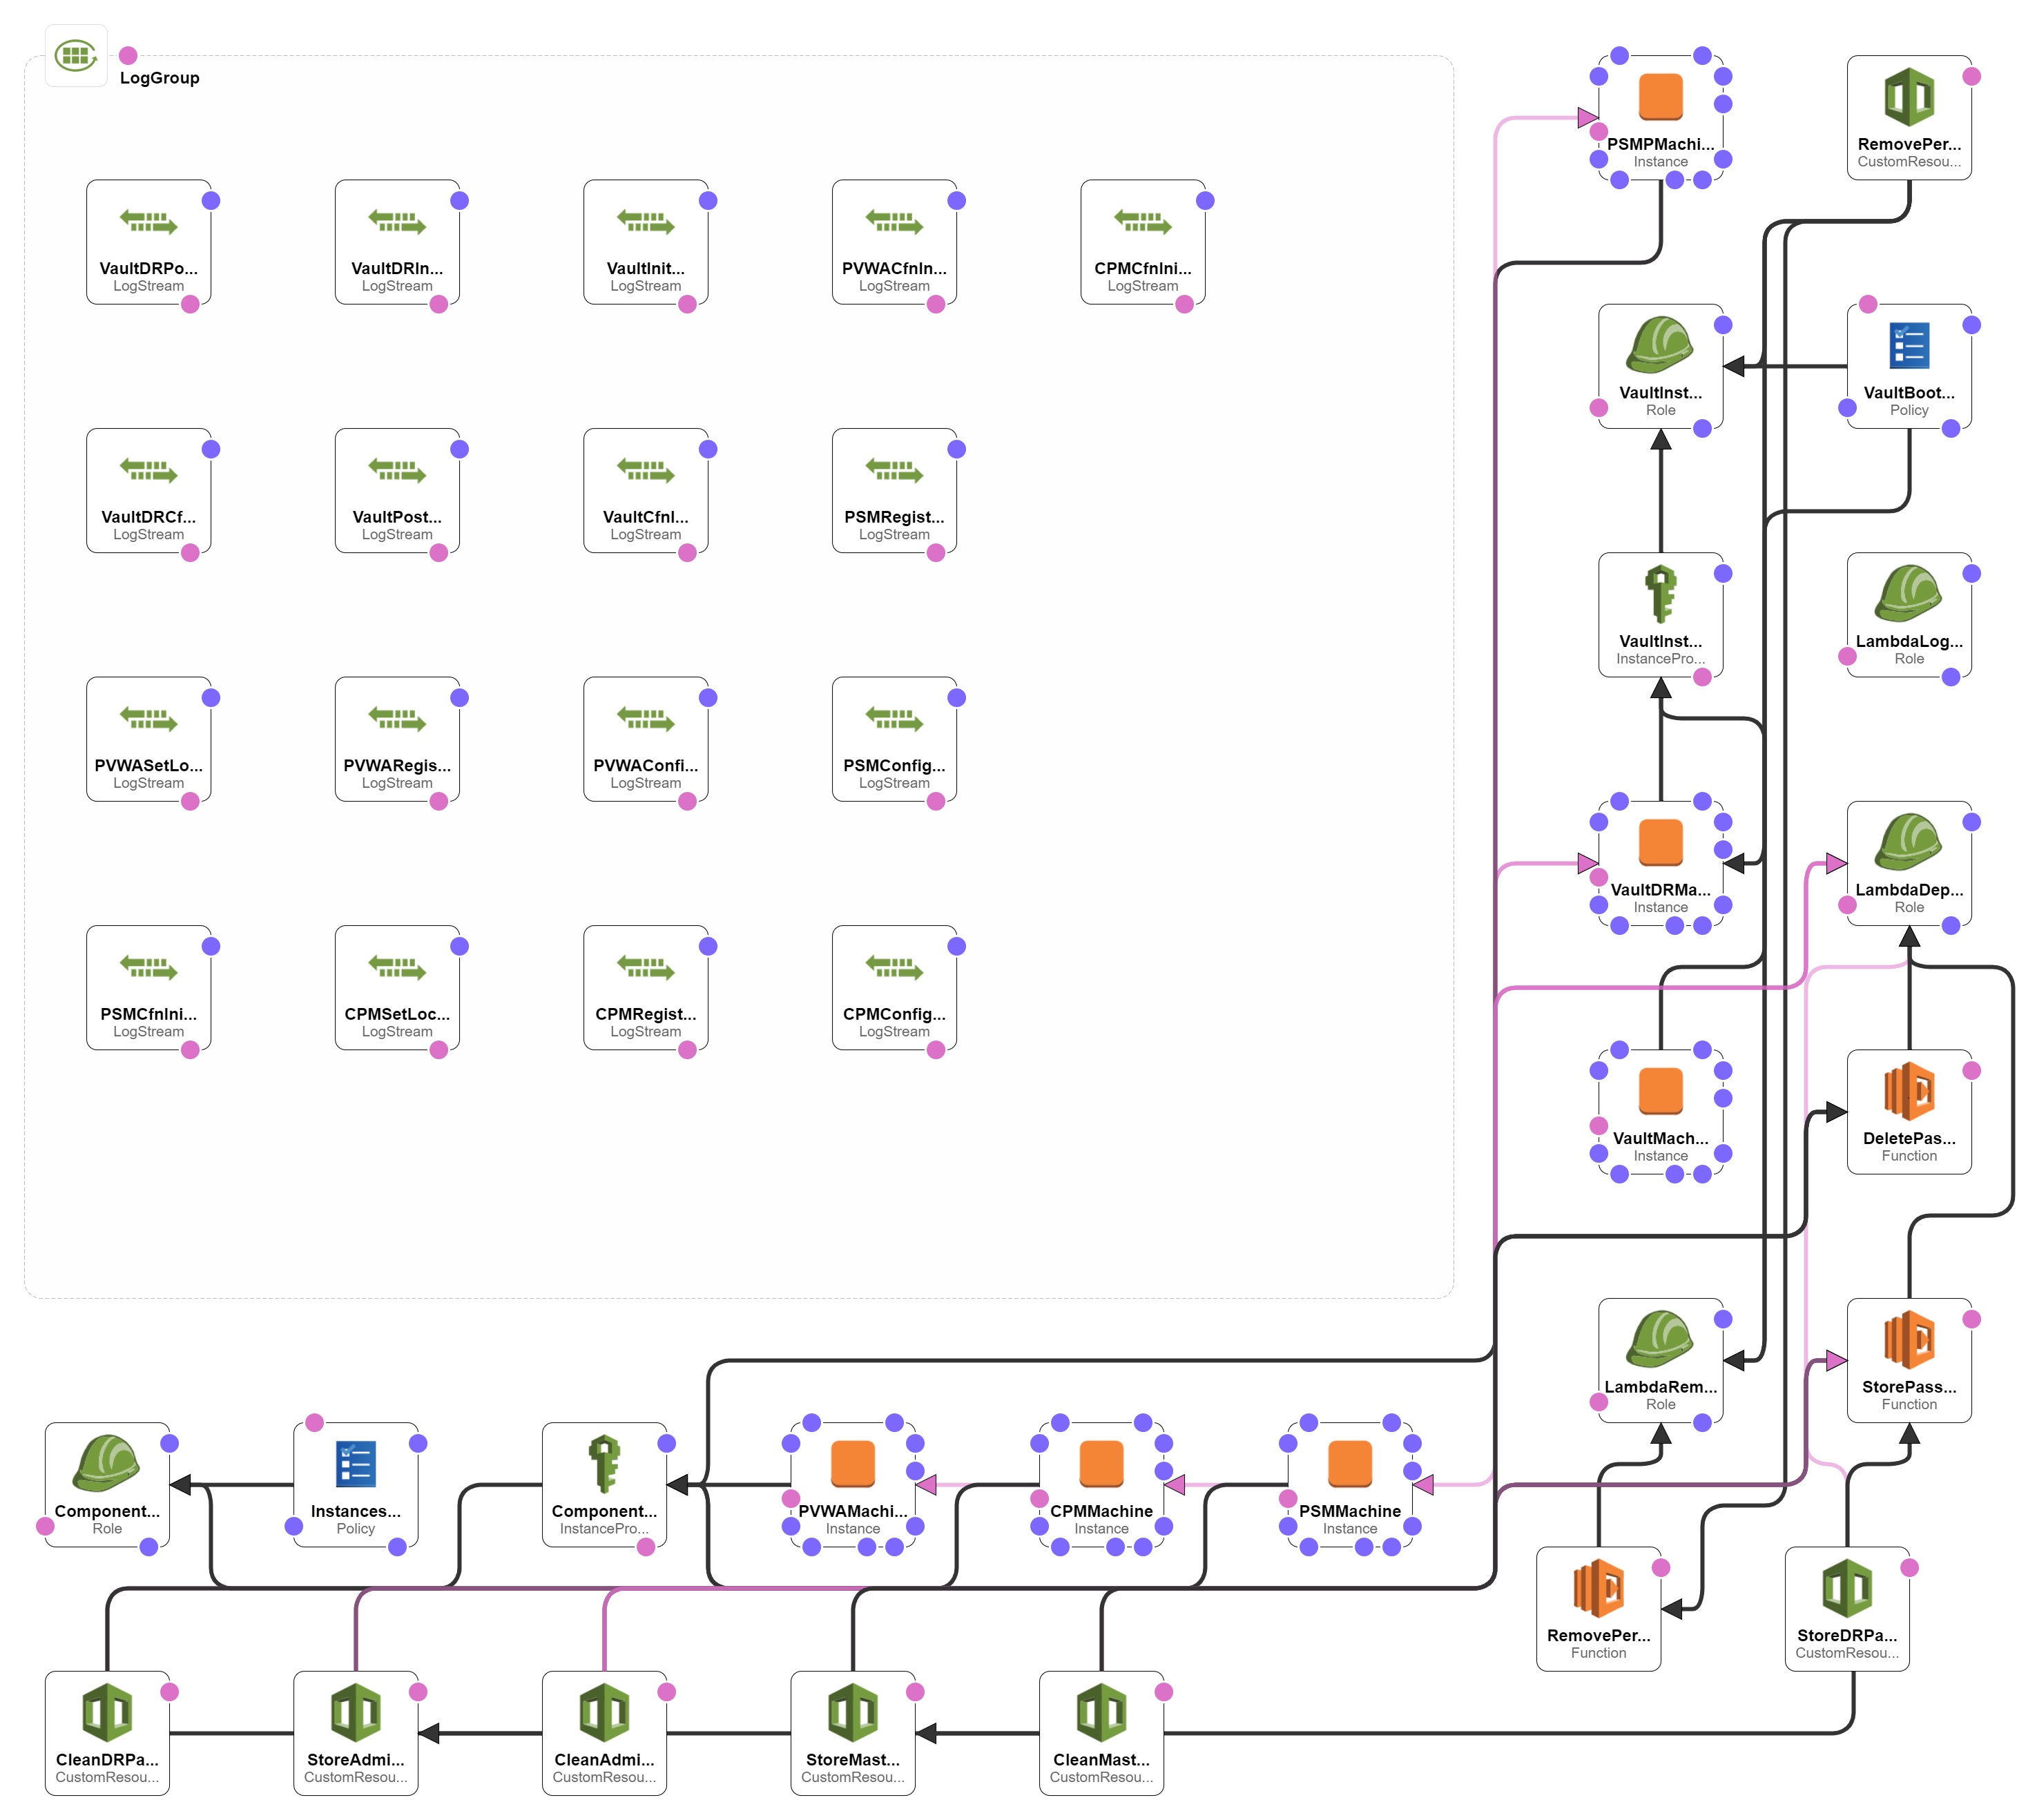 LogGroup
VaultDRPo...
LogStream
VaultDRIn...
LogStream
VaultInit...
LogStream
PVWACfnIn...
LogStream
CPMCfnIni...
LogStream
VaultDRCf...
LogStream
VaultPost...
LogStream
VaultCfnI...
LogStream
PSMRegist...
LogStream
PVWASetLo...
LogStream
PVWARegis...
LogStream
PVWAConfi...
LogStream
PSMConfig...
LogStream
PSMCfnIni...
LogStream
CPMSetLoc...
LogStream
CPMRegist...
LogStream
CPMConfig...
LogStream
PSMPMachi...
Instance
RemovePer...
CustomResou...
VaultInst...
Role
VaultBoot...
Policy
VaultInst...
InstancePro...
LambdaLog...
Role
VaultDRMa...
Instance
LambdaDep...
Role
VaultMach...
Instance
DeletePas...
Function
LambdaRem...
Role
StorePass...
Function
Component...
Role
Instances...
Policy
Component...
InstancePro...
PVWAMachi...
Instance
CPMMachine
Instance
PSMMachine
Instance
RemovePer...
Function
StoreDRPa...
CustomResou...
CleanDRPa...
CustomResou...
StoreAdmi...
CustomResou...
CleanAdmi...
CustomResou...
StoreMast...
CustomResou...
CleanMast...
CustomResou...